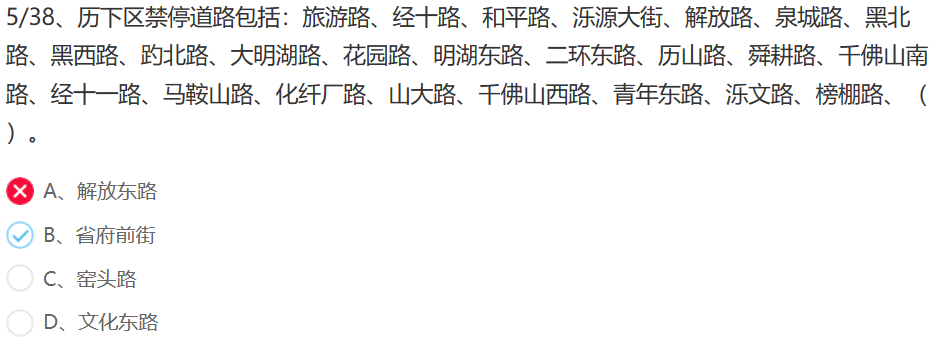 5/38、历下区禁停道路包括：旅游路、经十路、和平路、泺源大街、解放路、泉城路、黑北
路、黑西路、趵北路、大明湖路、花园路、明湖东路、二环东路、历山路、舜耕路、千佛山南
路、经十一路、马鞍山路、化纤厂路、山大路、千佛山西路、青年东路、泺文路、榜棚路、（
）。
A、解放东路
B、省府前街
C、窑头路
D、文化东路